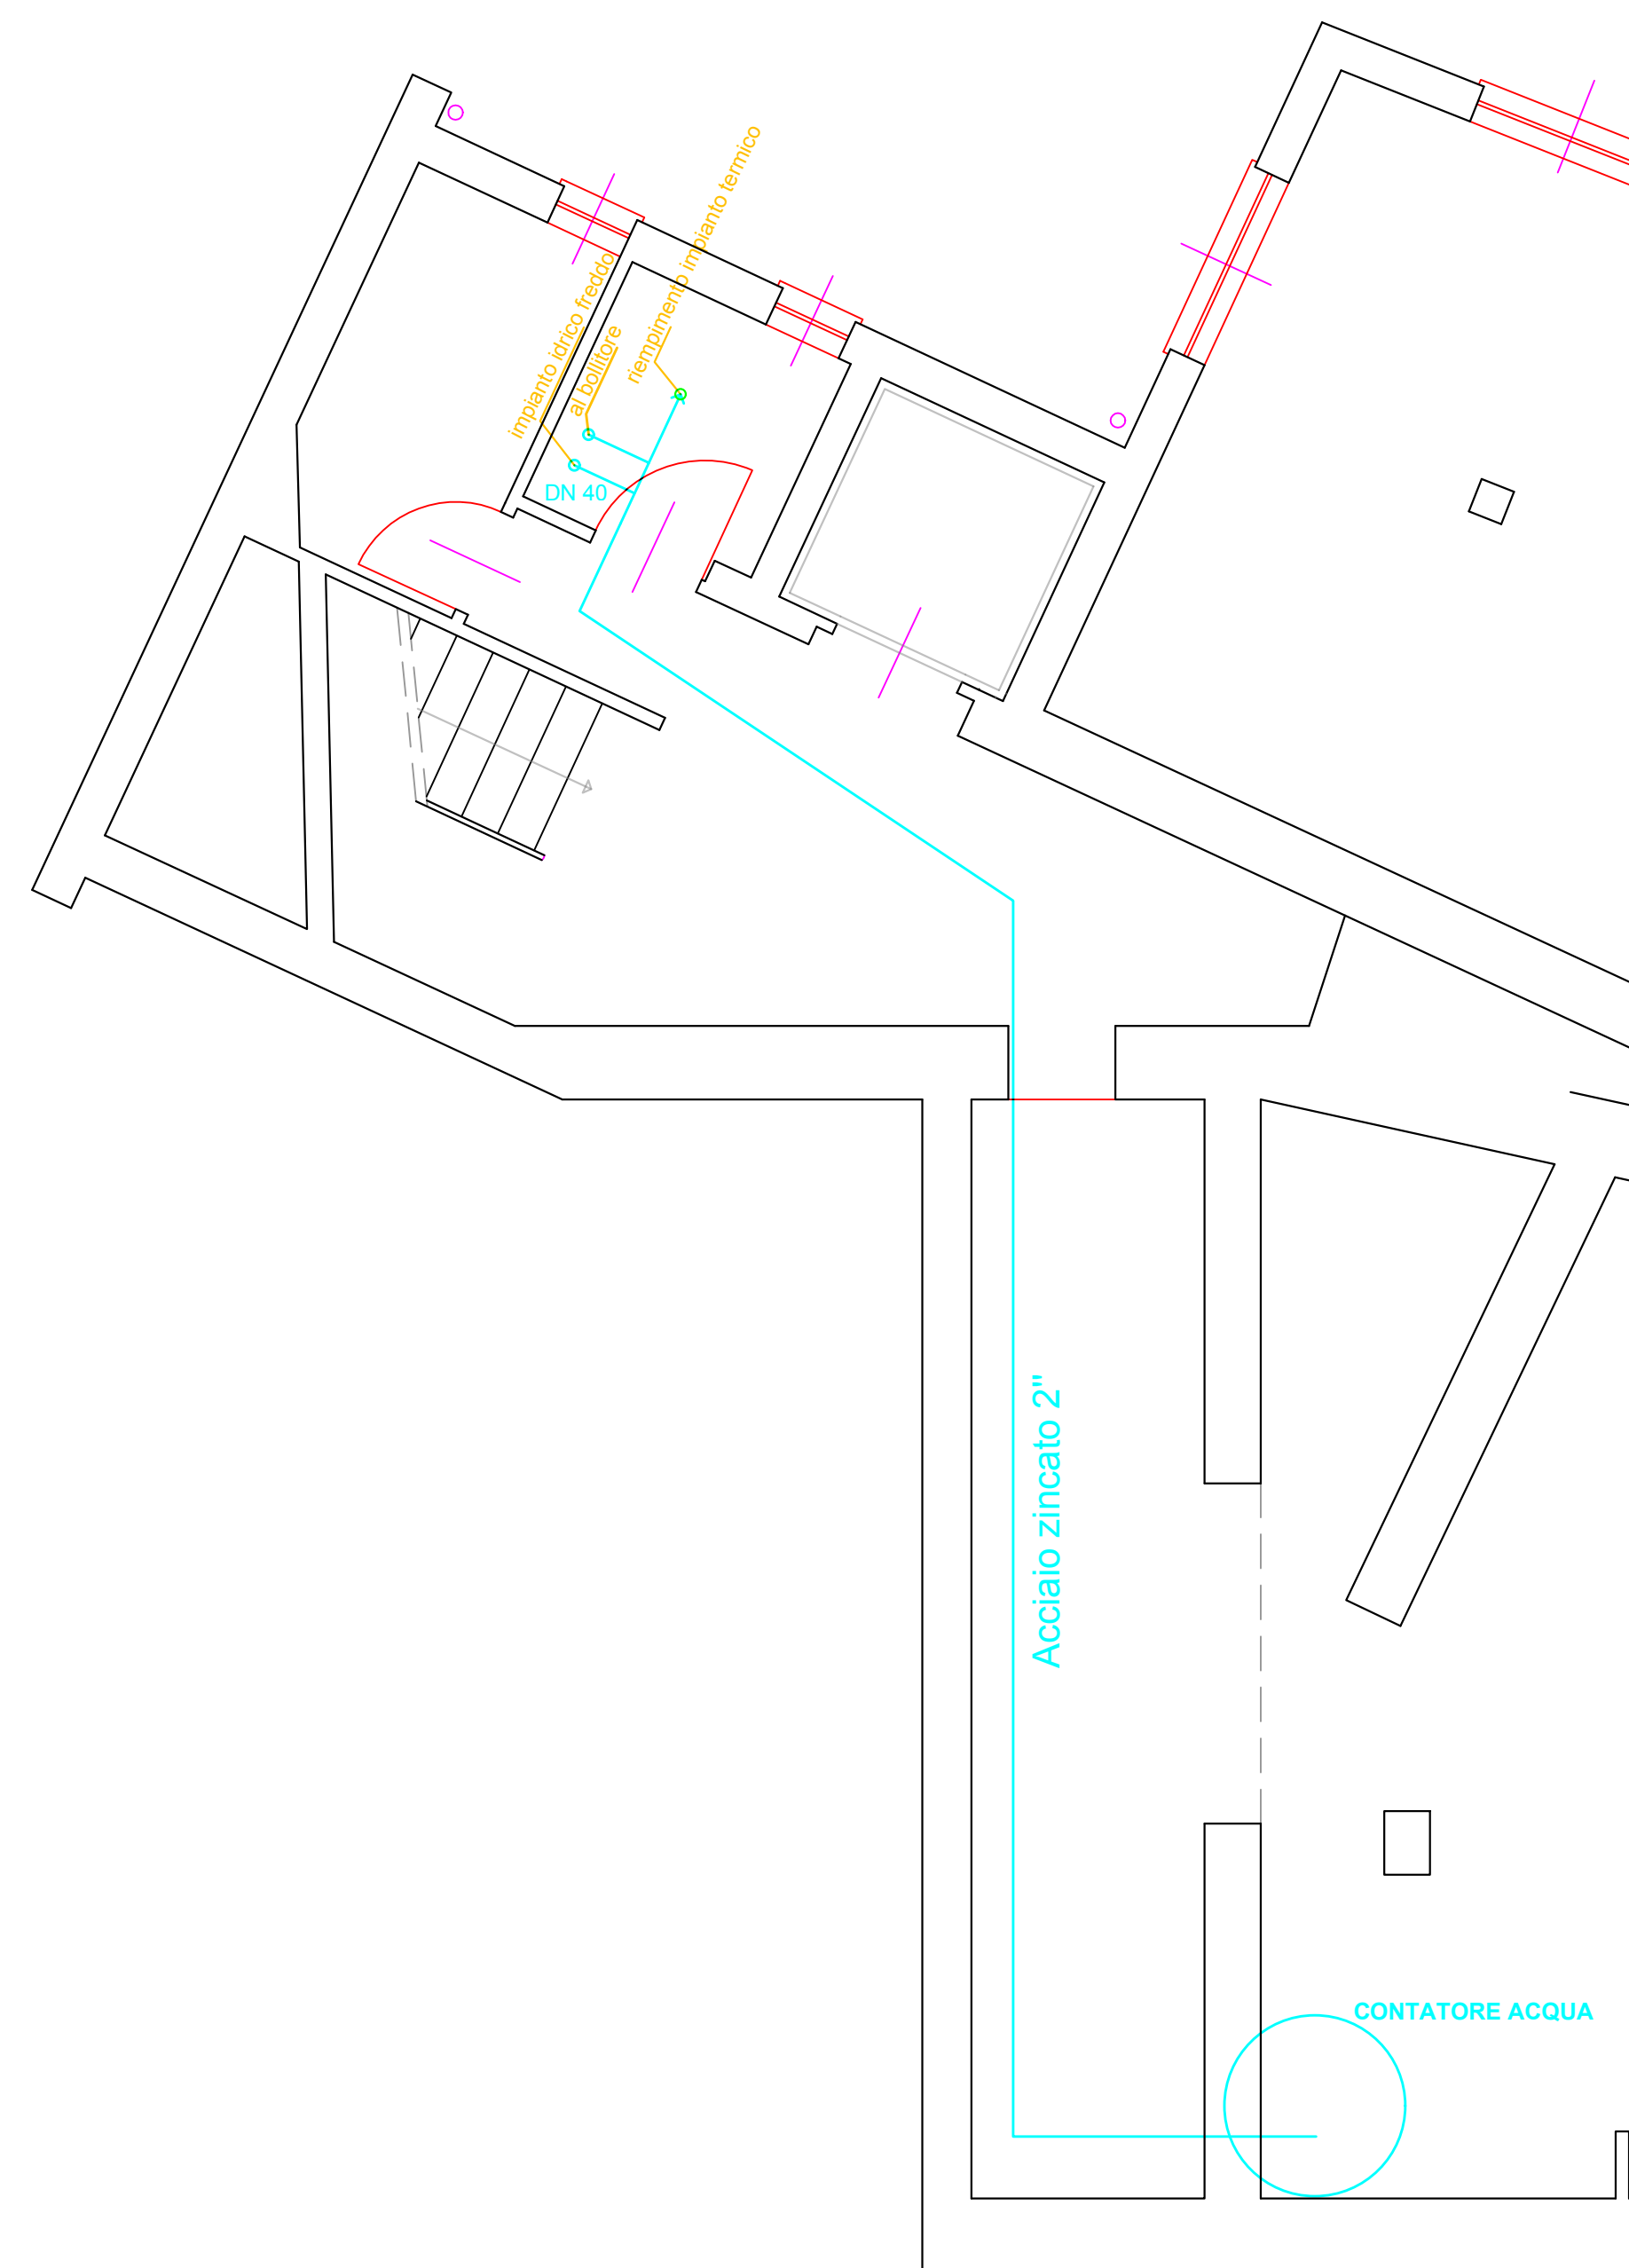 riempimento impianto termico
impianto idrico freddo
al bollitore
DN 40
Acciaio zincato 2"
CONTATORE ACQUA